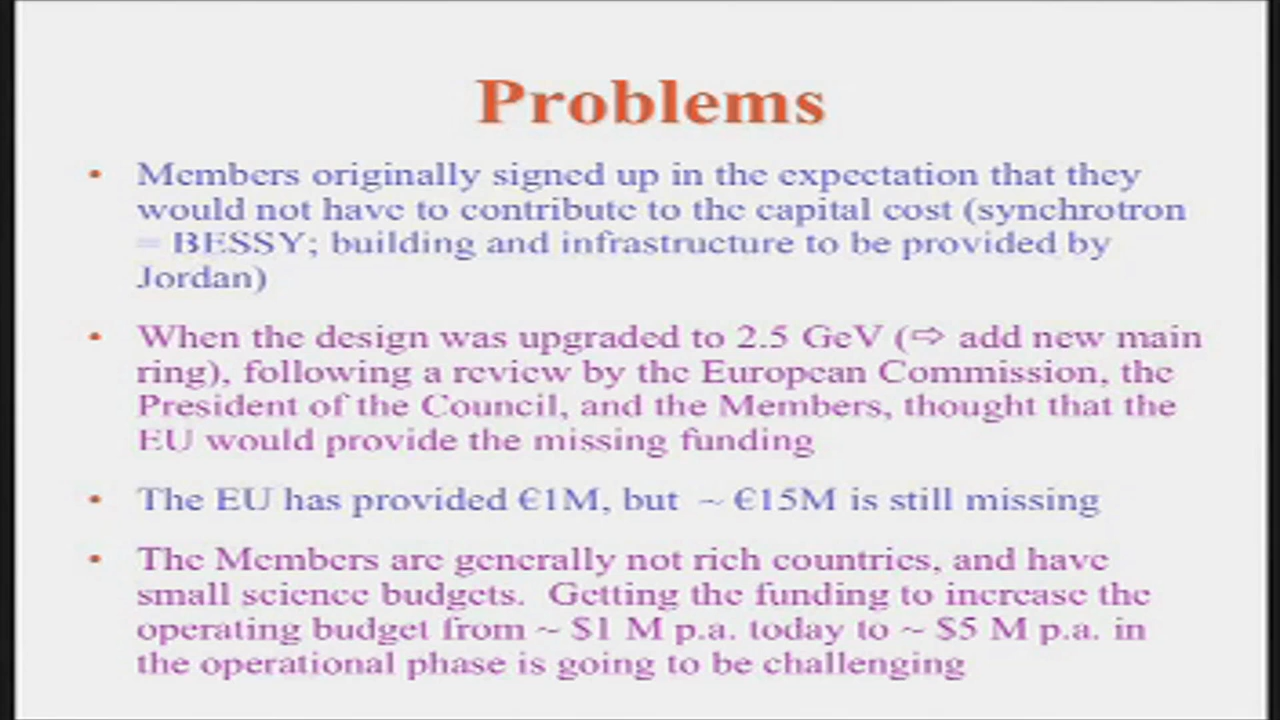 Problems
• Members originally signed up in the expectation that they
would not have to contribute to the capital cost (synchrotron
= BESSY; building and infrastructure to be provided by
Jordan)
• When the design was upgraded to 2.5 GeV (⇨ add new main
ring), following a review by the European Commission, the
President of the Council, and the Members, thought that the
EU would provide the missing funding
• The EU has provided €1M, but ~ €15M is still missing
• The Members are generally not rich countries, and have
small science budgets. Getting the funding to increase the
operating budget from ~ $1 M p.a. today to ~ $5 M p.a. in
the operational phase is going to be challenging